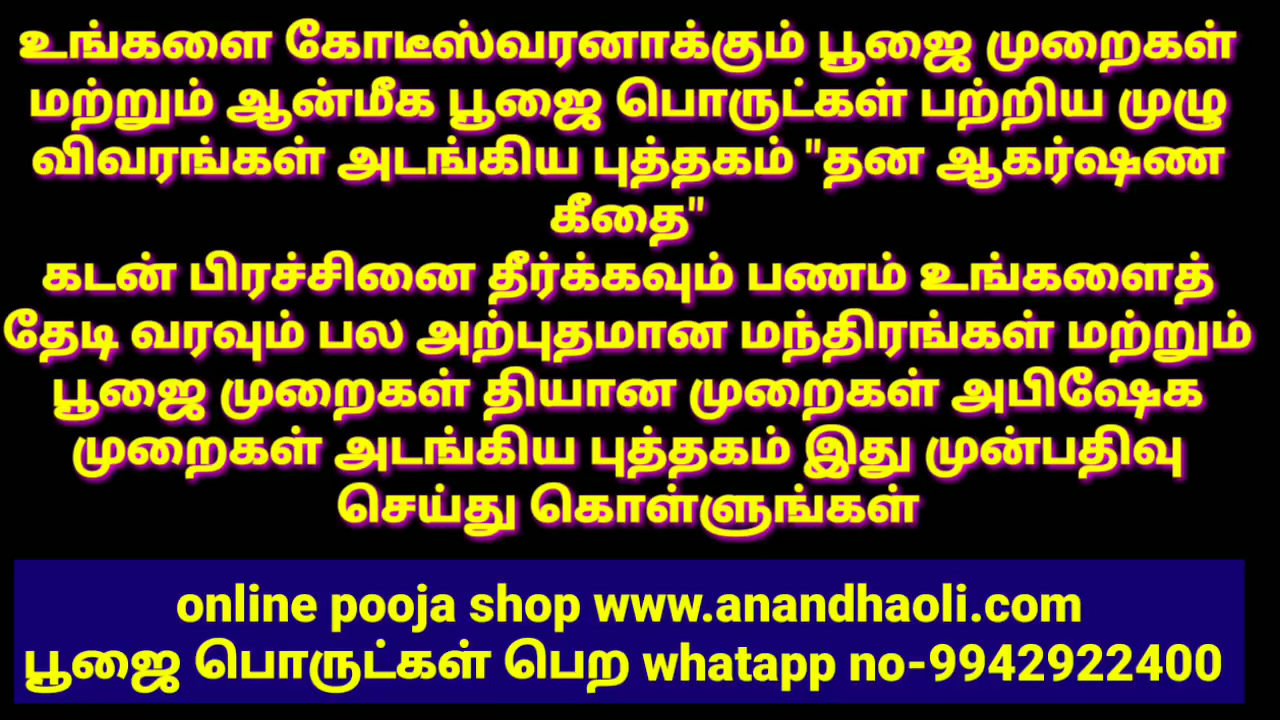 உங்களை கோடீஸ்வரனாக்கும் பூஜை முறைகள்
மற்றும் ஆன்மீக பூஜை பொருட்கள் பற்றிய முழு
விவரங்கள் அடங்கிய புத்தகம் "தன ஆகர்ஷண
கீதை"
கடன் பிரச்சினை தீர்க்கவும் பணம் உங்களைத்
தேடி வரவும் பல அற்புதமான மந்திரங்கள் மற்றும்
பூஜை முறைகள் தியான முறைகள் அபிஷேக
முறைகள் அடங்கிய புத்தகம் இது முன்பதிவு
செய்து கொள்ளுங்கள்
online pooja shop www.anandhaoli.com
பூஜை பொருட்கள் பெற whatapp no-9942922400